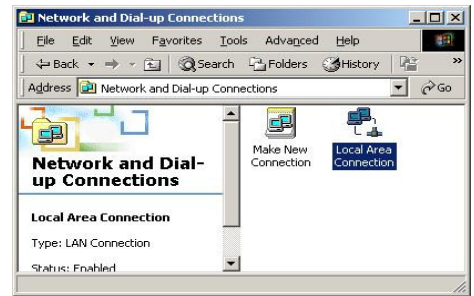 Network and Dial-up Connections
File Edit View Favorites Tools Advanced Help
Back Search Folders History »
Address Network and Dial-up Connections Go
Network and Dial-
up Connections
Local Area Connection
Type: LAN Connection
Status: Enabled
Make New
Connection
Local Area
Connection